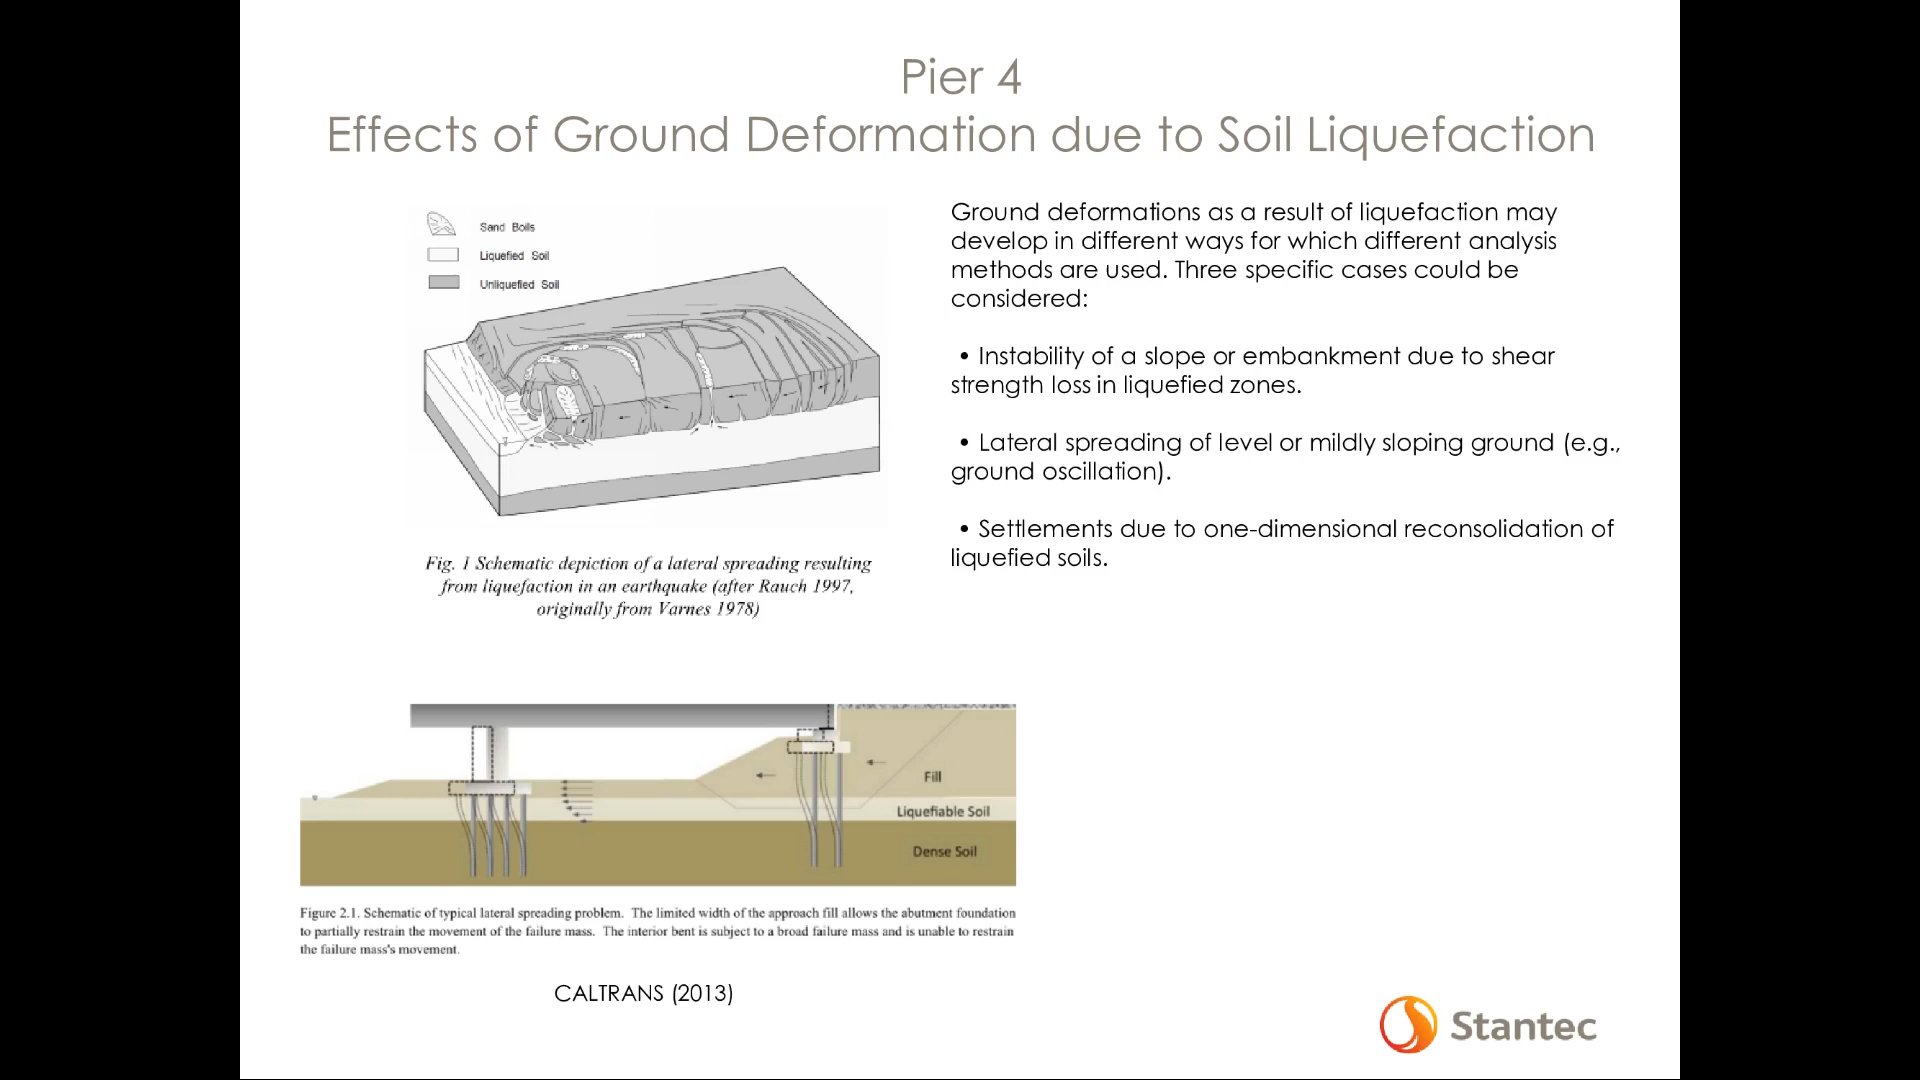 Pier 4
Effects of Ground Deformation due to Soil Liquefaction
Sand Boils
Liquefied Soil
Unliquefied Soil
Fig. 1 Schematic depiction of a lateral spreading resulting
from liquefaction in an earthquake (after Rauch 1997,
originally from Varnes 1978)
Ground deformations as a result of liquefaction may
develop in different ways for which different analysis
methods are used. Three specific cases could be
considered:
• Instability of a slope or embankment due to shear
strength loss in liquefied zones.
• Lateral spreading of level or mildly sloping ground (e.g.,
ground oscillation).
• Settlements due to one-dimensional reconsolidation of
liquefied soils.
Fill
Liquefiable Soil
Dense Soil
Figure 2.1. Schematic of typical lateral spreading problem. The limited width of the approach fill allows the abutment foundation
to partially restrain the movement of the failure mass. The interior bent is subject to a broad failure mass and is unable to restrain
the failure mass's movement.
CALTRANS (2013)
Stantec